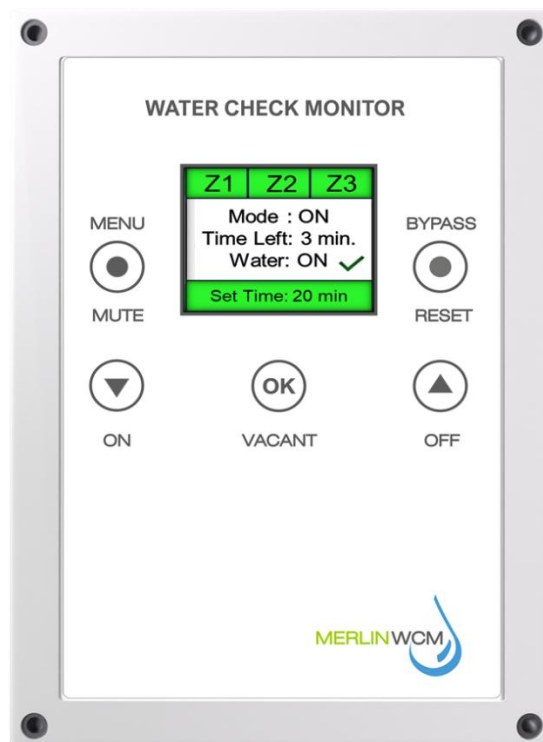 WATER CHECK MONITOR
Z1 Z2 Z3
Mode : ON
Time Left: 3 min.
Water: ON
Set Time: 20 min
MENU
MUTE
BYPASS
RESET
OK
ON
VACANT
OFF
MERLINWCM